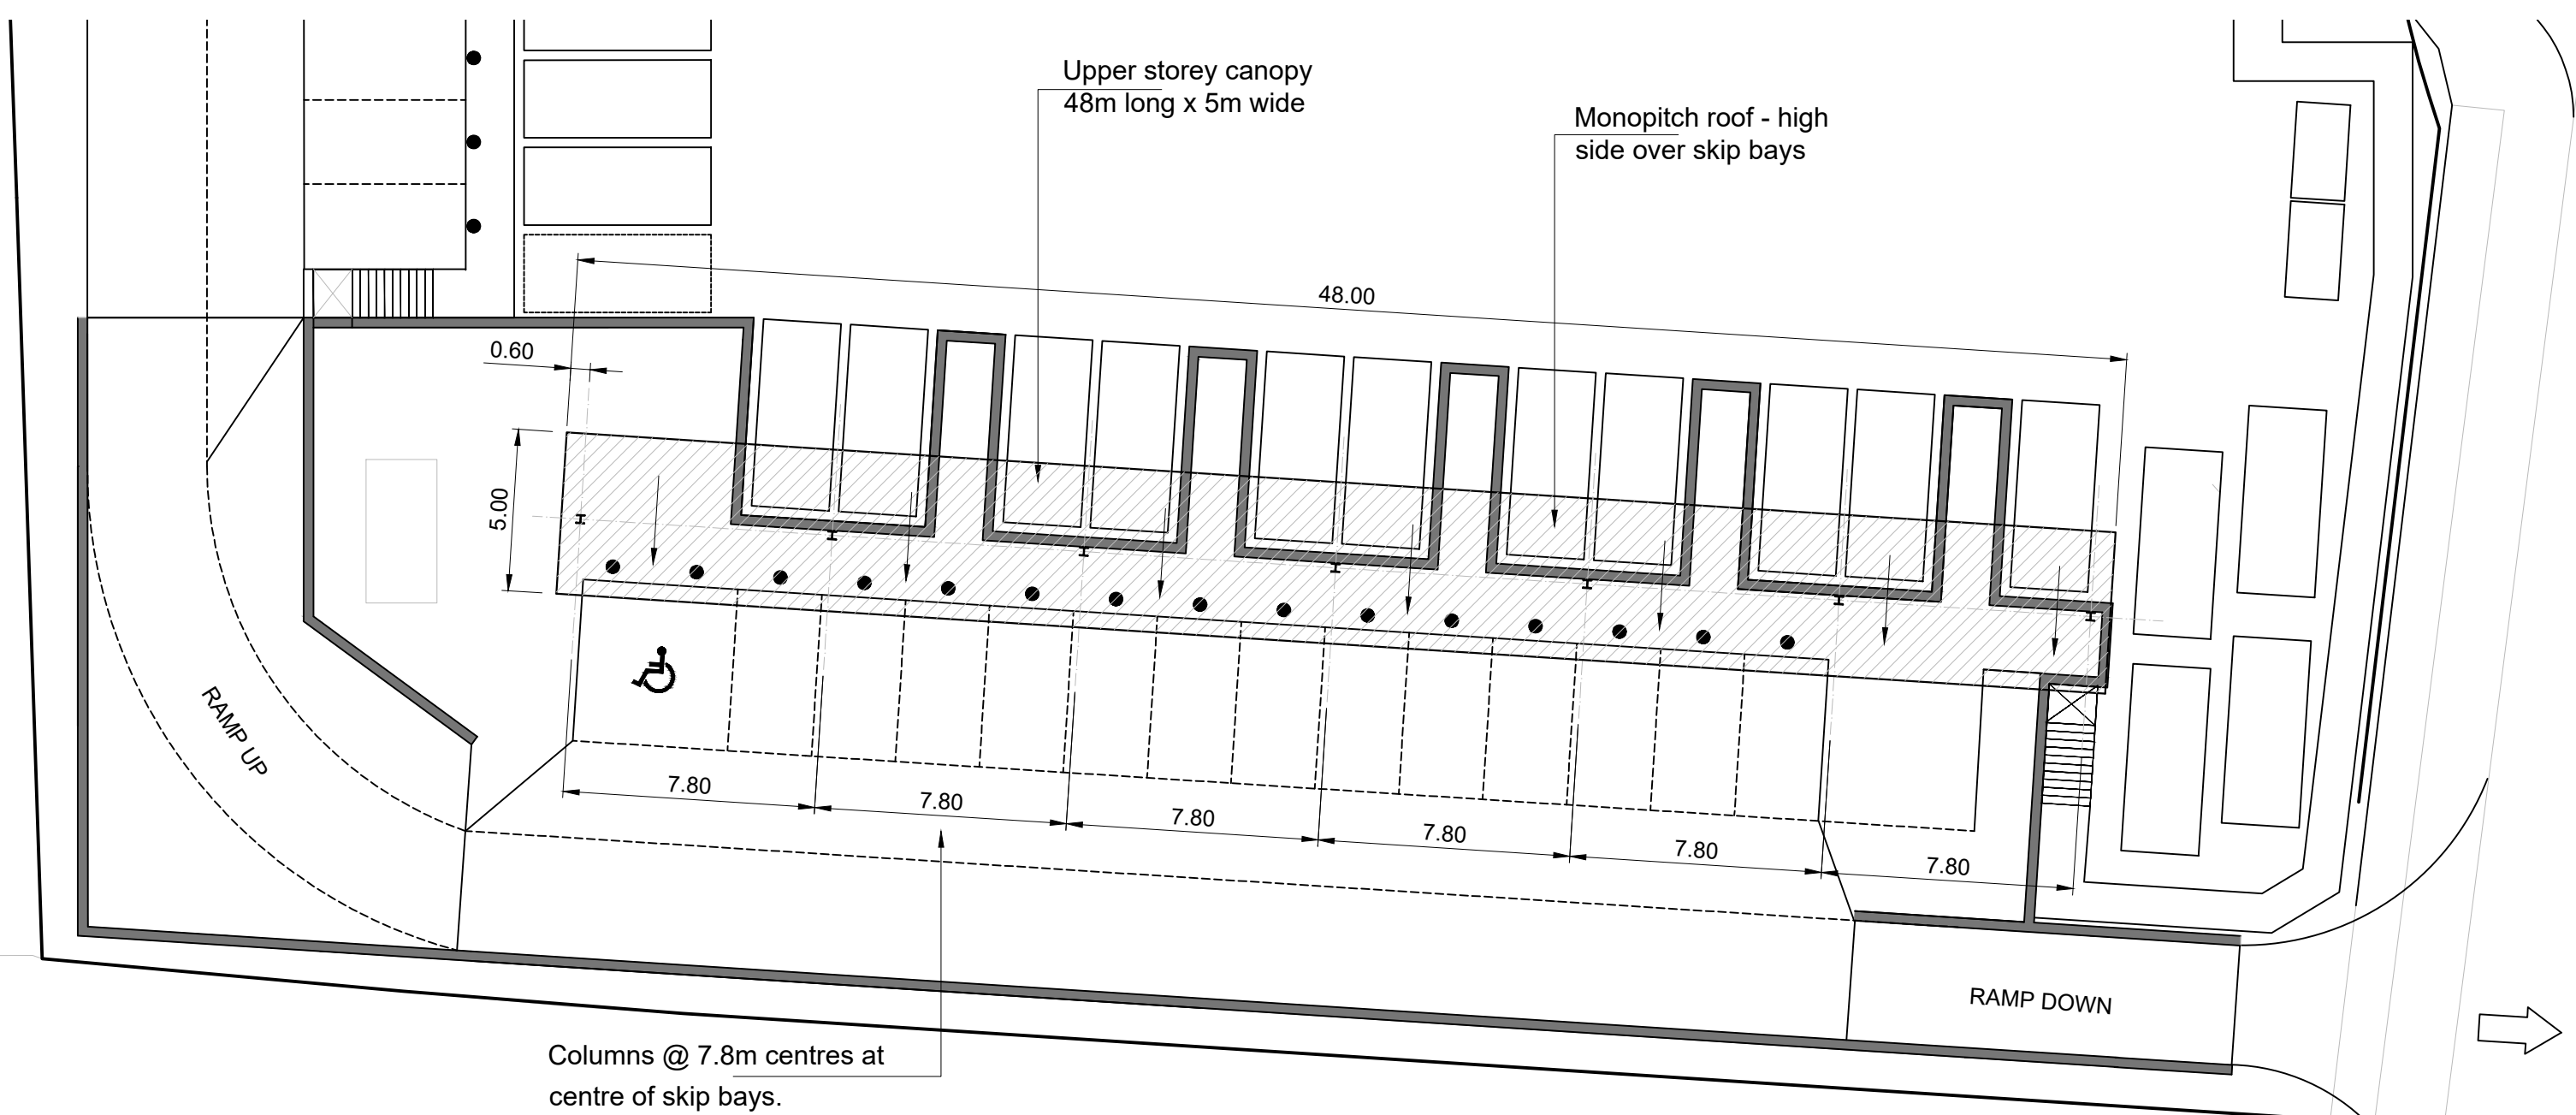 Upper storey canopy
48m long x 5m wide
Monopitch roof - high
side over skip bays
48.00
0.60
5.00
RAMP UP
7.80
7.80
7.80
7.80
7.80
7.80
RAMP DOWN
Columns @ 7.8m centres at
centre of skip bays.